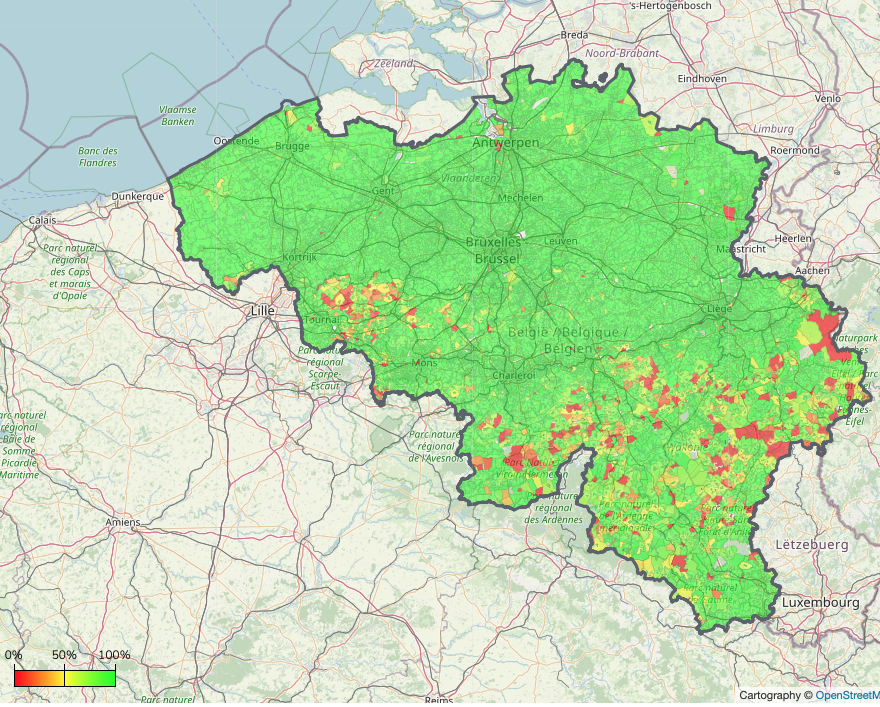 's-Hertogenbosch
Breda
Noord-Brabant
Zeeland
Eindhoven
Venlo
Vlaamse
Banken
Limburg
Oostende
Brugge
Antwerpen
Roermond
Banc des
Flandres
Vlaanderen
Gent
Mechelen
Dunkerque
Calais
Bruxelles -
Brussel
Leuven
Maastricht
Heerlen
Kortrijk
Aachen
Parc naturel
régional
des Caps
et marais
d'Opale
Lille
Tournai
Liège
België / Belgique /
Belgien
Parc naturel
régional
Scarpe-
Escaut
Mons
Charleroi
Eifel
Parc naturel
régional
de l'Avesnois
Wallonie
Baie de
Somme
Picardie
Maritime
régional
des Ardennes
Amiens
Lëtzebuerg
Luxembourg
Parc naturel
Reims
0% 50% 100%
Cartography © OpenStreetM